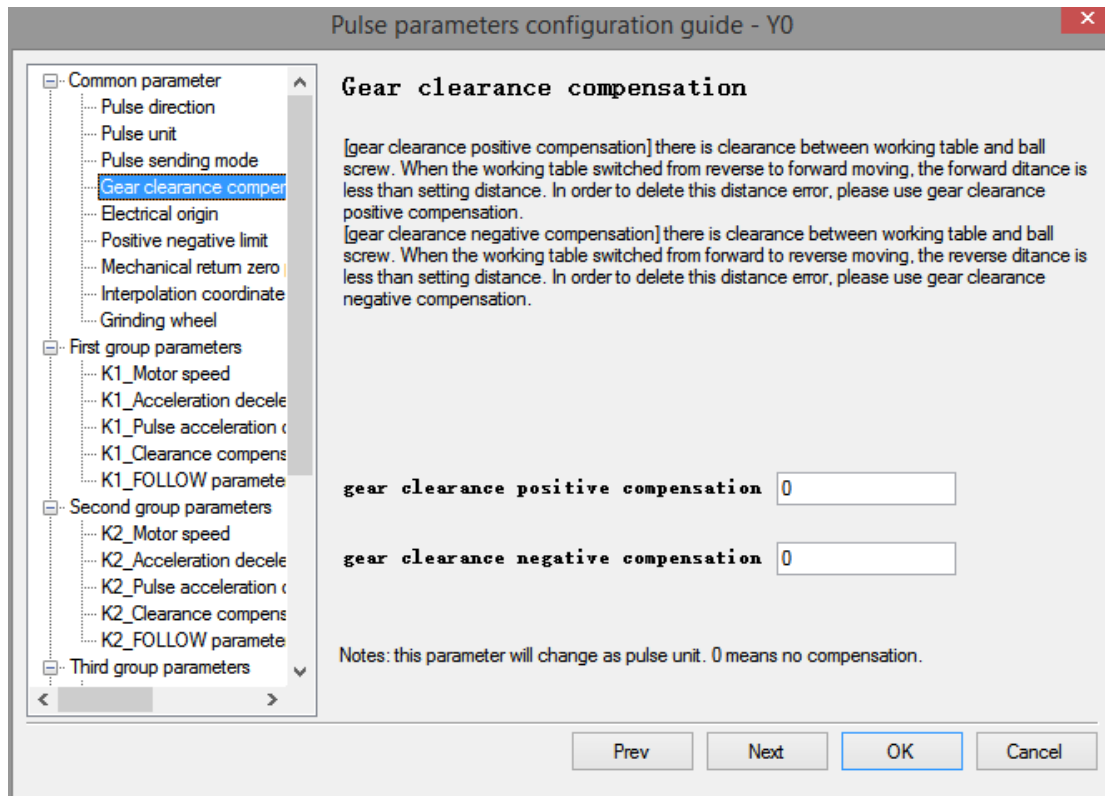 Pulse parameters configuration guide - Y0
Common parameter
Pulse direction
Pulse unit
Pulse sending mode
Gear clearance comper
Electrical origin
Positive negative limit
Mechanical return zero
Interpolation coordinate
Grinding wheel
First group parameters
K1_Motor speed
K1_Acceleration decele
K1_Pulse acceleration
K1_Clearance compens
K1_FOLLOW paramete
Second group parameters
K2_Motor speed
K2_Acceleration decele
K2_Pulse acceleration
K2_Clearance compens
K2_FOLLOW paramete
Third group parameters
Gear clearance compensation
[gear clearance positive compensation] there is clearance between working table and ball
screw. When the working table switched from reverse to forward moving, the forward ditance is
less than setting distance. In order to delete this distance error, please use gear clearance
positive compensation.
[gear clearance negative compensation] there is clearance between working table and ball
screw. When the working table switched from forward to reverse moving, the reverse ditance is
less than setting distance. In order to delete this distance error, please use gear clearance
negative compensation.
gear clearance positive compensation 0
gear clearance negative compensation 0
Notes: this parameter will change as pulse unit. 0 means no compensation.
Prev Next OK Cancel